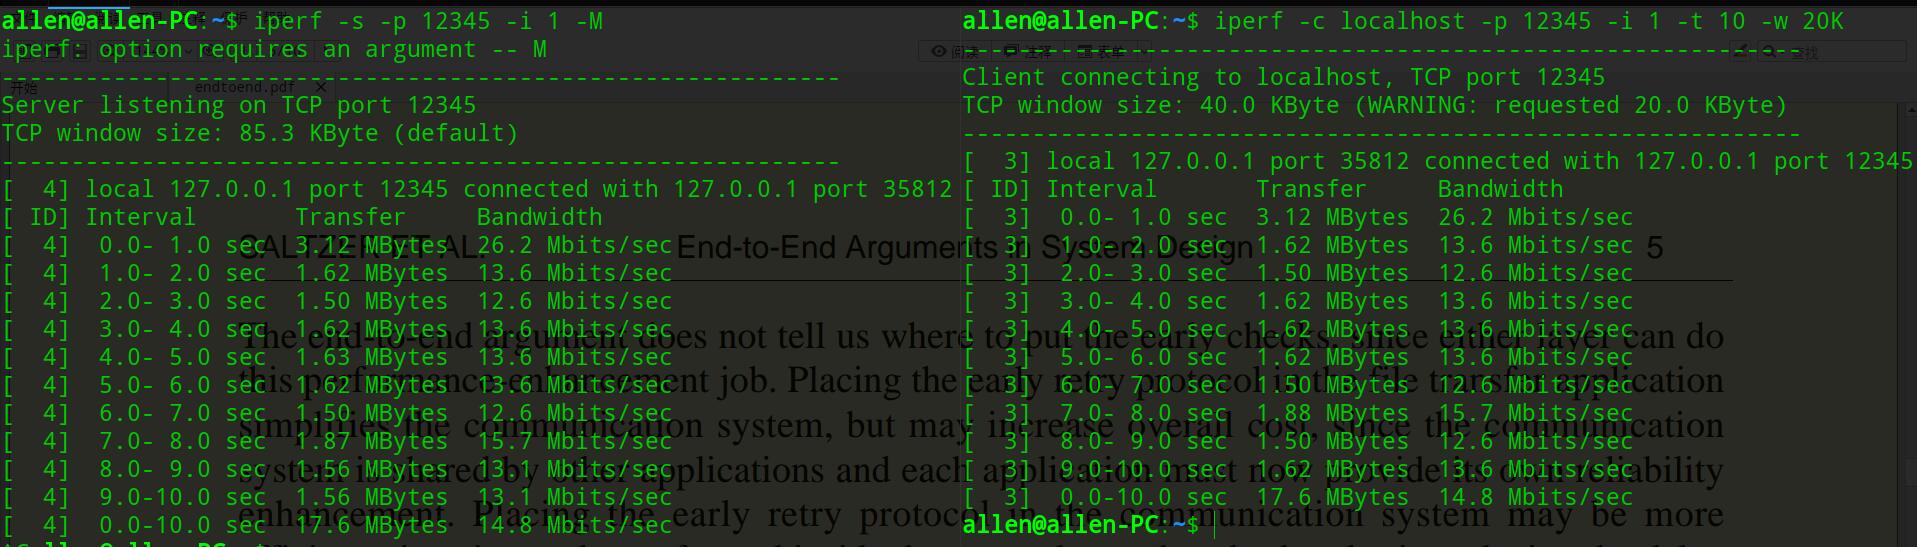 allen@allen-PC:~$ iperf -s -p 12345 -i 1 -M
iperf: option requires an argument -- M
------------------------------------------------------------
Server listening on TCP port 12345
TCP window size: 85.3 KByte (default)
------------------------------------------------------------
[  4] local 127.0.0.1 port 12345 connected with 127.0.0.1 port 35812
[ ID] Interval       Transfer     Bandwidth
[  4]  0.0- 1.0 sec  3.12 MBytes  26.2 Mbits/sec
[  4]  1.0- 2.0 sec  1.62 MBytes  13.6 Mbits/sec
[  4]  2.0- 3.0 sec  1.50 MBytes  12.6 Mbits/sec
[  4]  3.0- 4.0 sec  1.62 MBytes  13.6 Mbits/sec
[  4]  4.0- 5.0 sec  1.63 MBytes  13.6 Mbits/sec
[  4]  5.0- 6.0 sec  1.62 MBytes  13.6 Mbits/sec
[  4]  6.0- 7.0 sec  1.50 MBytes  12.6 Mbits/sec
[  4]  7.0- 8.0 sec  1.87 MBytes  15.7 Mbits/sec
[  4]  8.0- 9.0 sec  1.56 MBytes  13.1 Mbits/sec
[  4]  9.0-10.0 sec  1.56 MBytes  13.1 Mbits/sec
[  4]  0.0-10.0 sec  17.6 MBytes  14.8 Mbits/sec
allen@allen-PC:~$ iperf -c localhost -p 12345 -i 1 -t 10 -w 20K
------------------------------------------------------------
Client connecting to localhost, TCP port 12345
TCP window size: 40.0 KByte (WARNING: requested 20.0 KByte)
------------------------------------------------------------
[  3] local 127.0.0.1 port 35812 connected with 127.0.0.1 port 12345
[ ID] Interval       Transfer     Bandwidth
[  3]  0.0- 1.0 sec  3.12 MBytes  26.2 Mbits/sec
[  3]  1.0- 2.0 sec  1.62 MBytes  13.6 Mbits/sec
[  3]  2.0- 3.0 sec  1.50 MBytes  12.6 Mbits/sec
[  3]  3.0- 4.0 sec  1.62 MBytes  13.6 Mbits/sec
[  3]  4.0- 5.0 sec  1.62 MBytes  13.6 Mbits/sec
[  3]  5.0- 6.0 sec  1.62 MBytes  13.6 Mbits/sec
[  3]  6.0- 7.0 sec  1.50 MBytes  12.6 Mbits/sec
[  3]  7.0- 8.0 sec  1.88 MBytes  15.7 Mbits/sec
[  3]  8.0- 9.0 sec  1.50 MBytes  12.6 Mbits/sec
[  3]  9.0-10.0 sec  1.62 MBytes  13.6 Mbits/sec
[  3]  0.0-10.0 sec  17.6 MBytes  14.8 Mbits/sec
allen@allen-PC:~$
阅读 注释 表单 查找
开始 endtoend.pdf
SALTZER ET AL. End-to-End Arguments in System Design 5
The end-to-end argument does not tell us where to put the early checks, since either layer can do
this performance-enhancement job. Placing the early retry protocol in the file transfer application
simplifies the communication system, but may increase overall cost, since the communication
system is shared by other applications and each application must now provide its own reliability
enhancement. Placing the early retry protocol in the communication system may be more